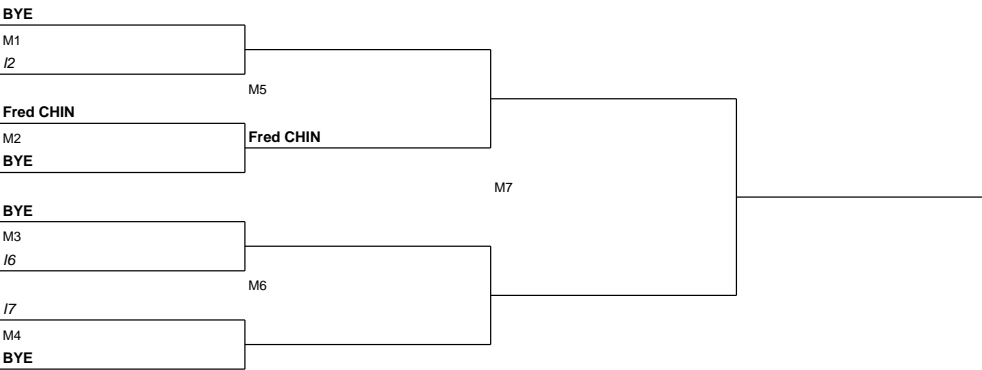 BYE
M1
I2
M5
Fred CHIN
M2
Fred CHIN
BYE
M7
BYE
M3
I6
M6
I7
M4
BYE